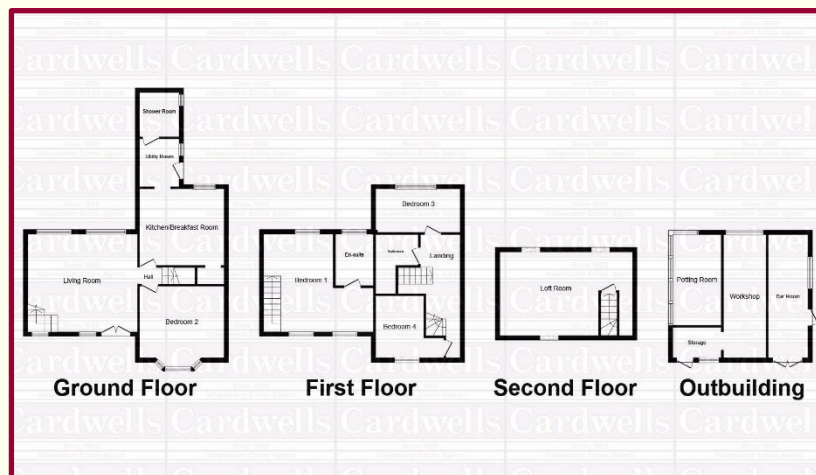 Cardwells
Shower Room
Utility Room
Kitchen/Breakfast Room
Living Room
Hall
Bedroom 2
Ground Floor
Bedroom 3
Bedroom 1
En-suite
Bathroom
Landing
Bedroom 4
First Floor
Loft Room
Second Floor
Potting Room
Workshop
Bar Room
Storage
Outbuilding